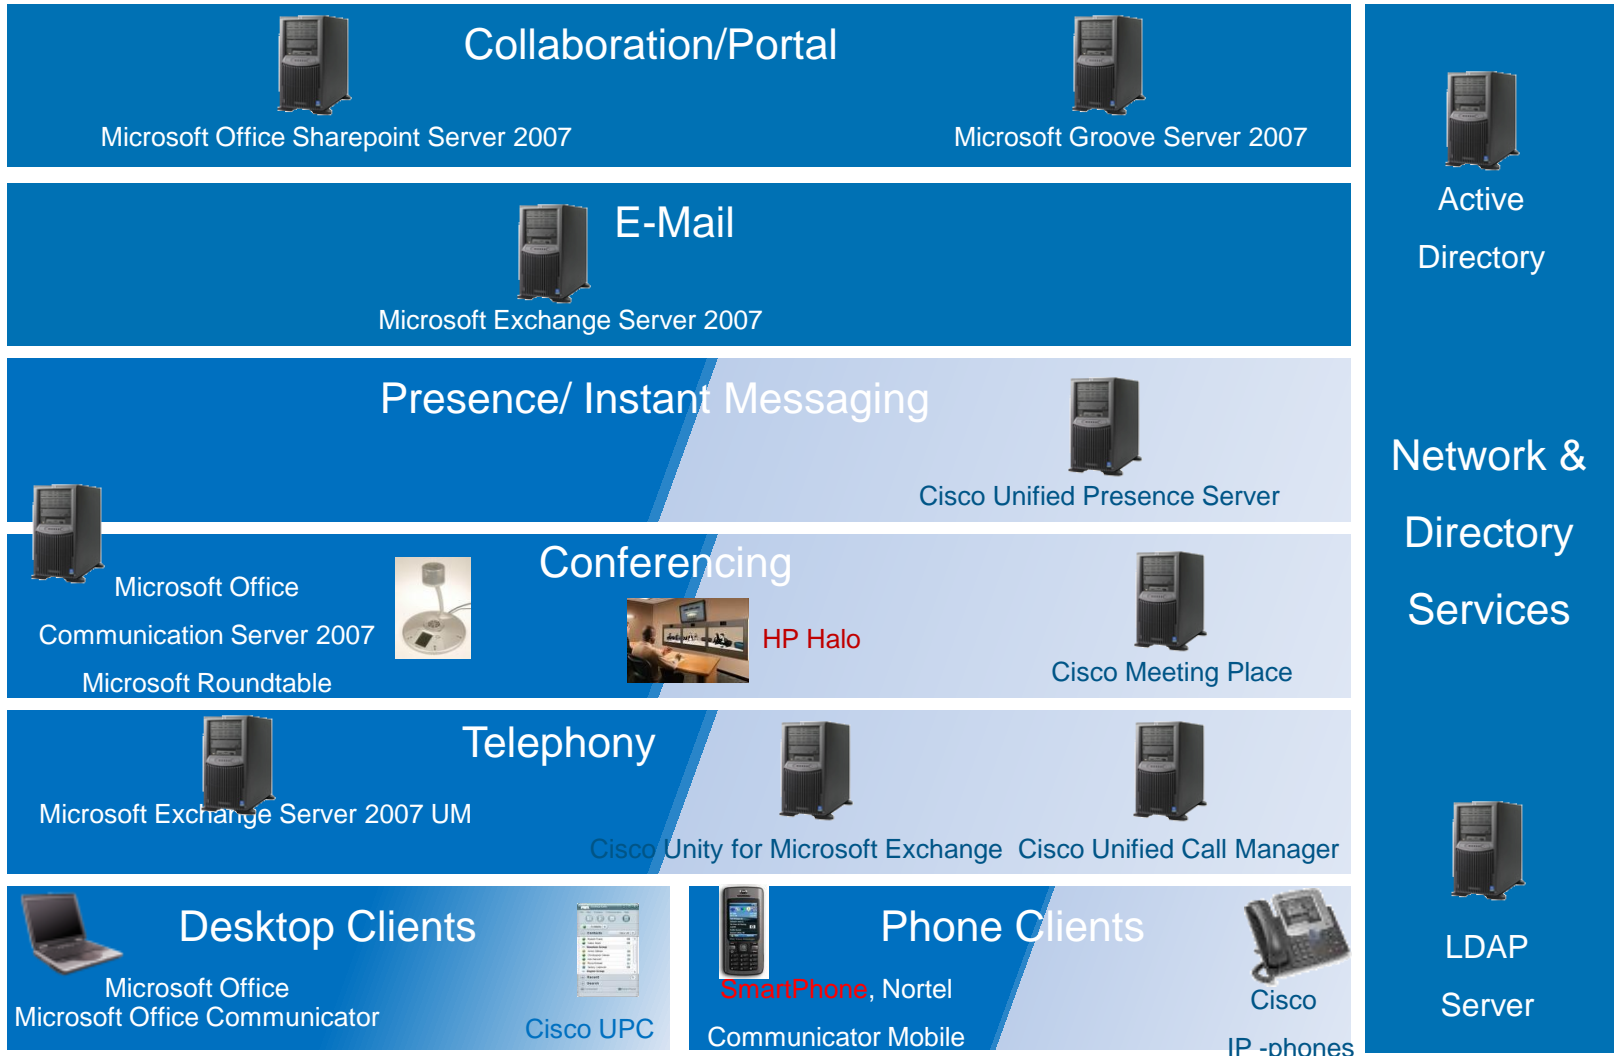 Collaboration/Portal
Microsoft Office Sharepoint Server 2007
Microsoft Groove Server 2007
E-Mail
Microsoft Exchange Server 2007
Presence/ Instant Messaging
Cisco Unified Presence Server
Conferencing
Microsoft Office
Communication Server 2007
Microsoft Roundtable
HP Halo
Cisco Meeting Place
Telephony
Microsoft Exchange Server 2007 UM
Cisco Unity for Microsoft Exchange
Cisco Unified Call Manager
Desktop Clients
Microsoft Office
Microsoft Office Communicator
Cisco UPC
Phone Clients
SmartPhone, Nortel
Communicator Mobile
Cisco
IP -phones
Active
Directory
Network &
Directory
Services
LDAP
Server